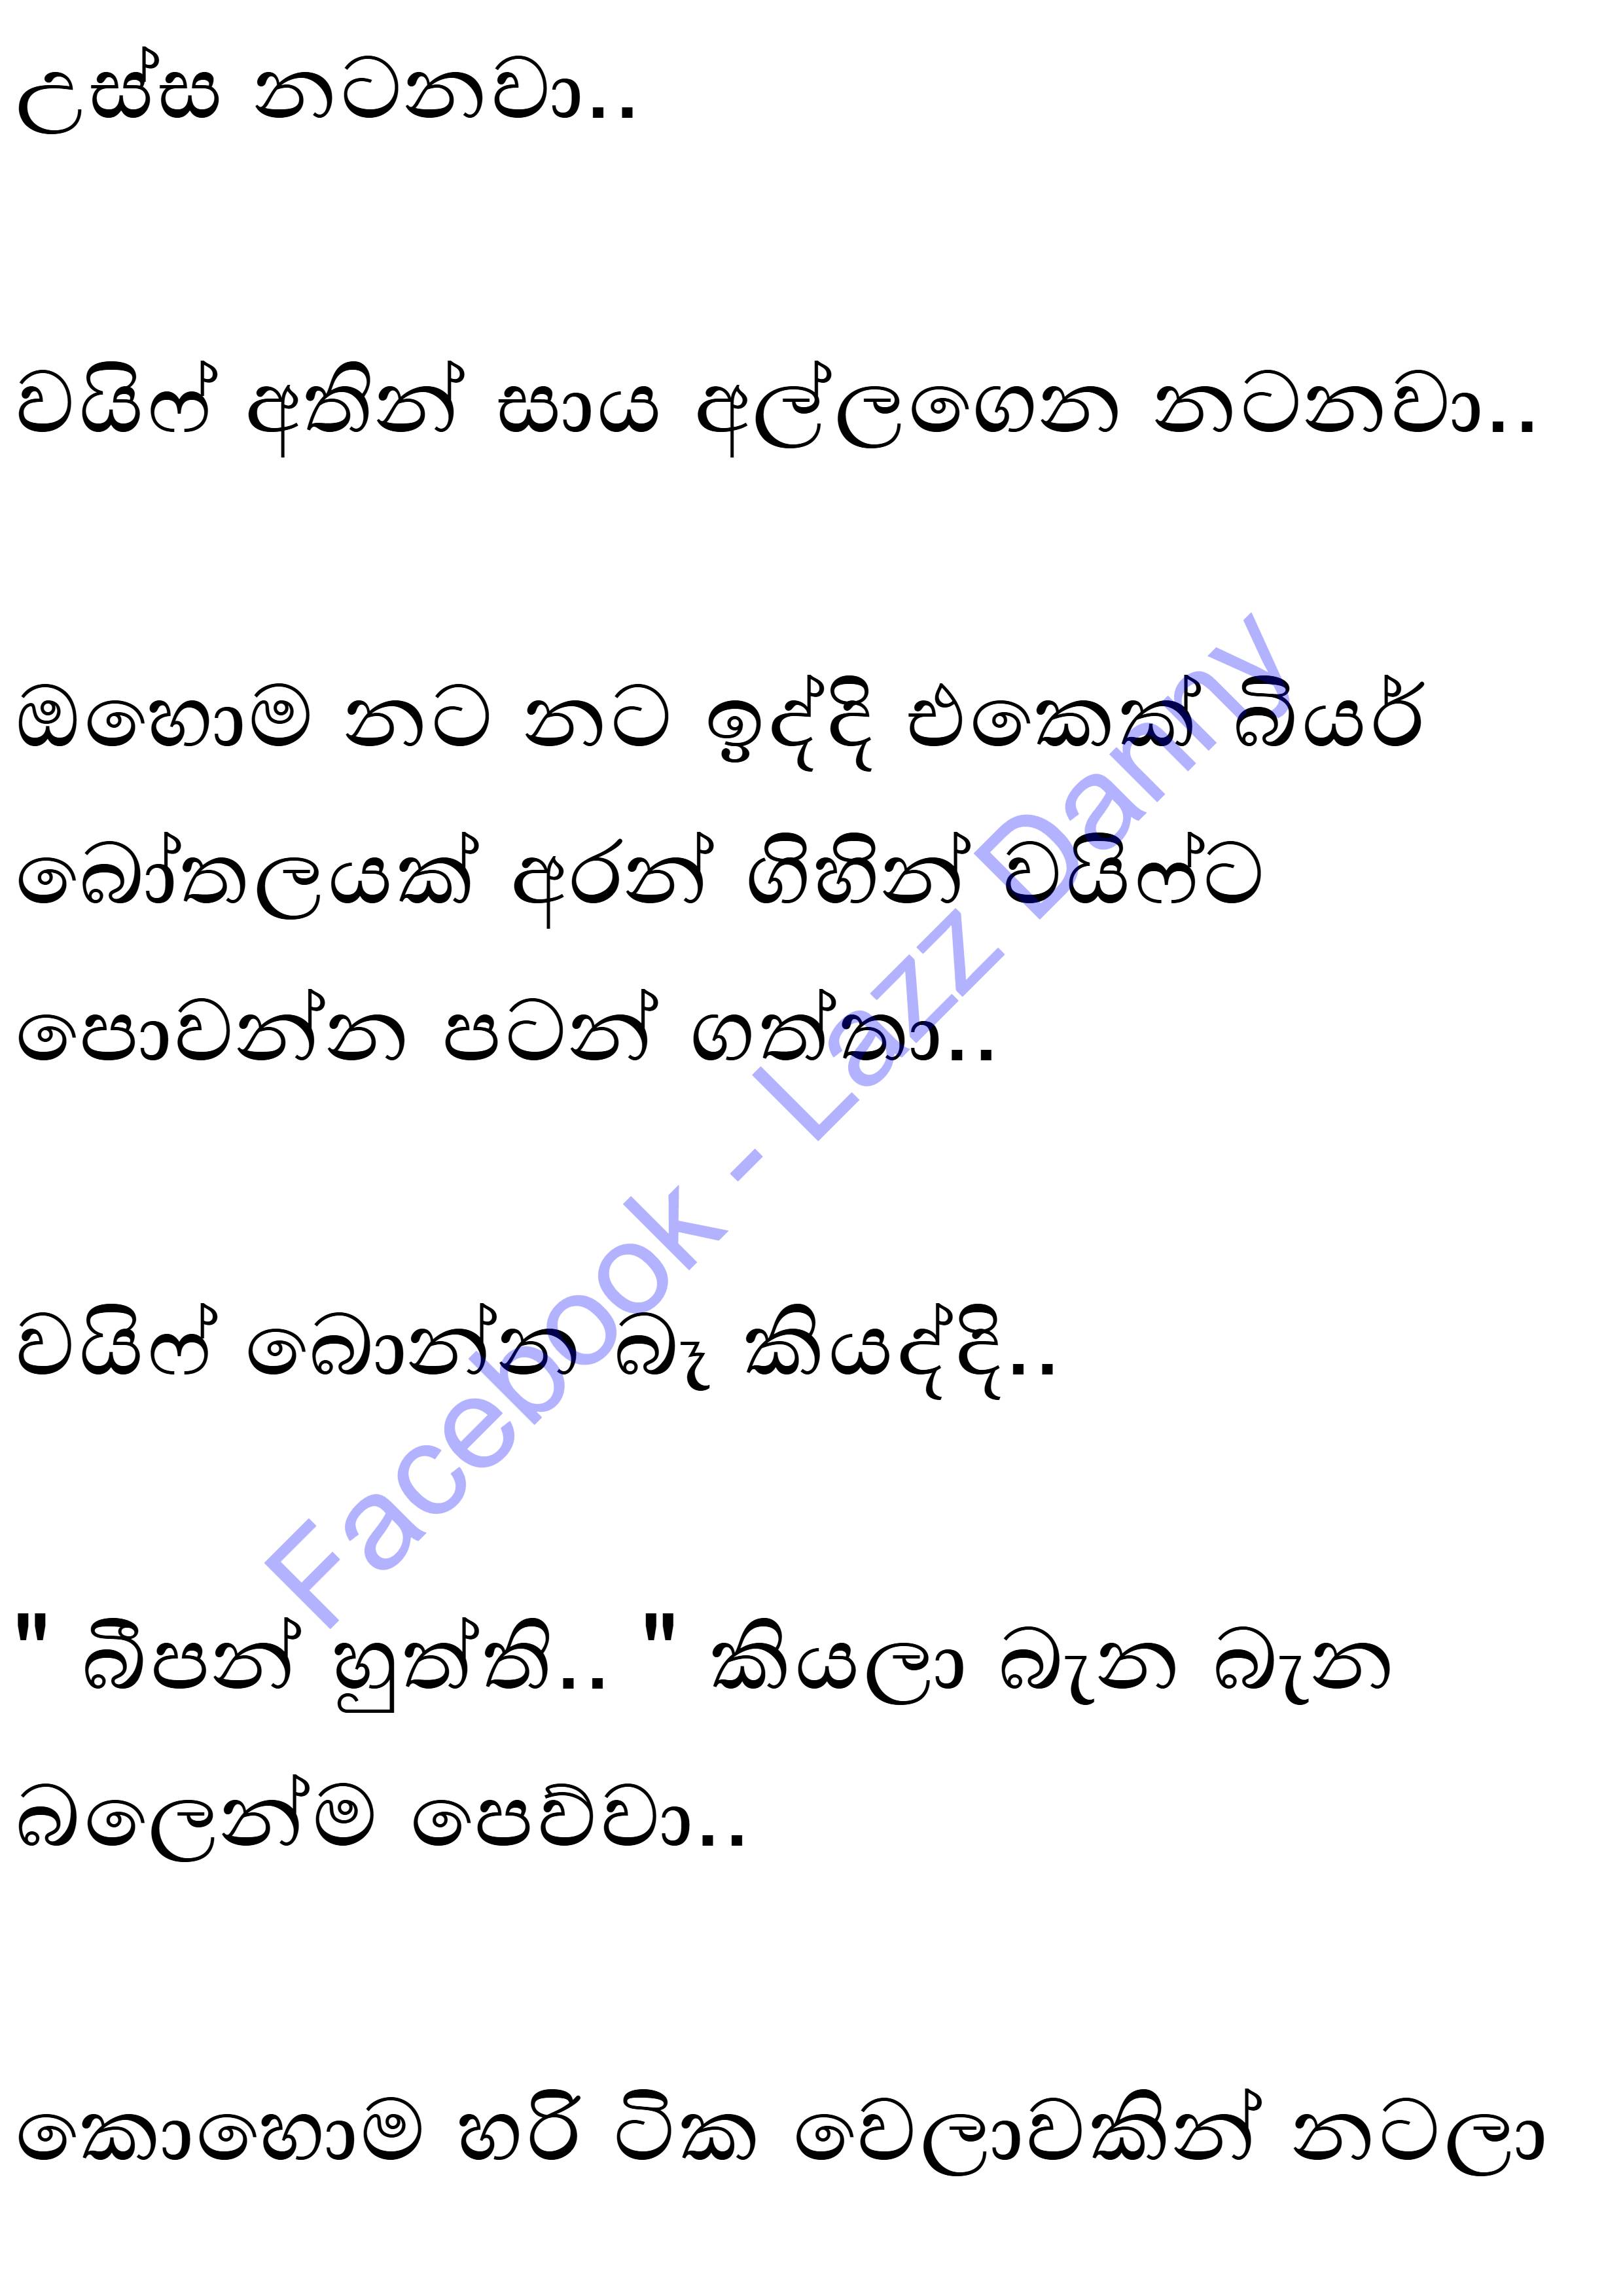 උස්ස නටනවා..
වයිෆ් අතින් සාය අල්ලගෙන නටනවා..
ඔහොම නට නට ඉද්දි එකෙක් බියර්
බෝතලයක් අරන් ගිහින් වයිෆ්ට
පොවන්න පටන් ගත්තා..
වයිෆ් බොන්න බෑ කියද්දි..
" බීපන් හුත්ති.. " කියලා බැන බැන
බලෙන්ම පෙව්වා..
කොහොම හරි ටික වෙලාවකින් නටලා
Facebook - Lazz Danny